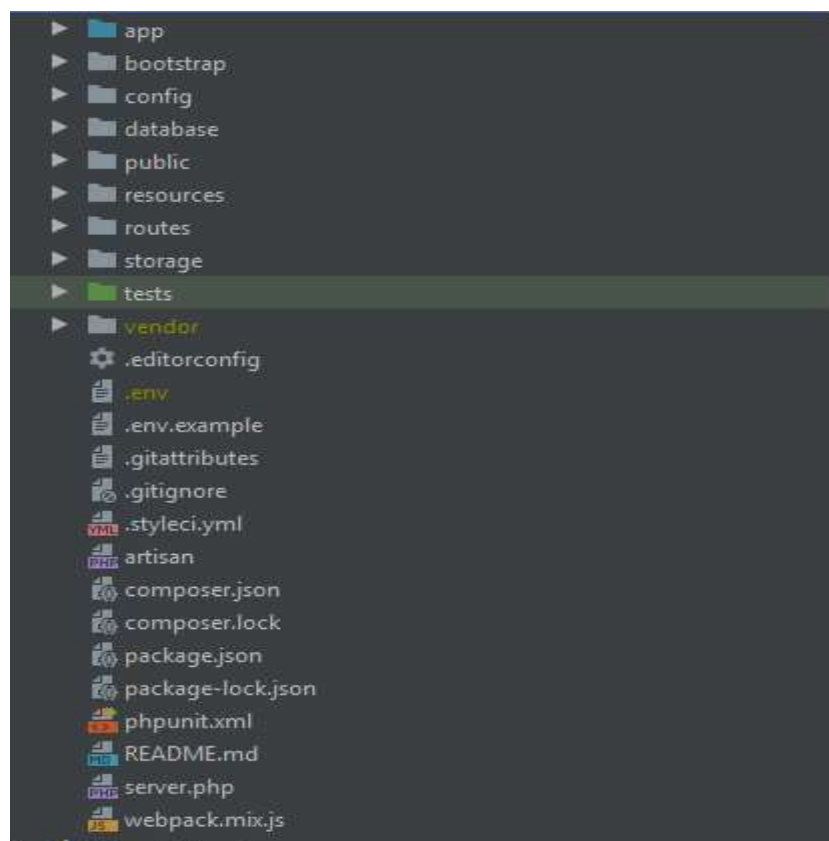 app
bootstrap
config
database
public
resources
routes
storage
tests
vendor
.editorconfig
.env
.env.example
.gitattributes
.gitignore
.styleci.yml
artisan
composer.json
composer.lock
package.json
package-lock.json
phpunit.xml
README.md
server.php
webpack.mix.js